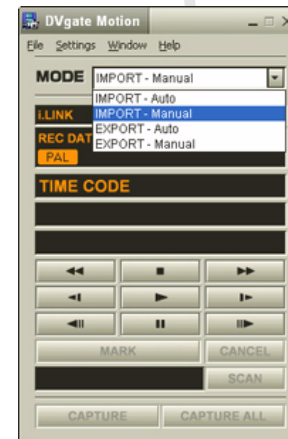 DVgate Motion
File Settings Window Help
MODE IMPORT - Manual
IMPORT - Auto
IMPORT - Manual
EXPORT - Auto
EXPORT - Manual
i.LINK
REC DAT
PAL
TIME CODE
MARK CANCEL
SCAN
CAPTURE CAPTURE ALL